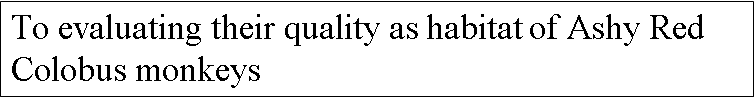 To evaluating their quality as habitat of Ashy Red
Colobus monkeys